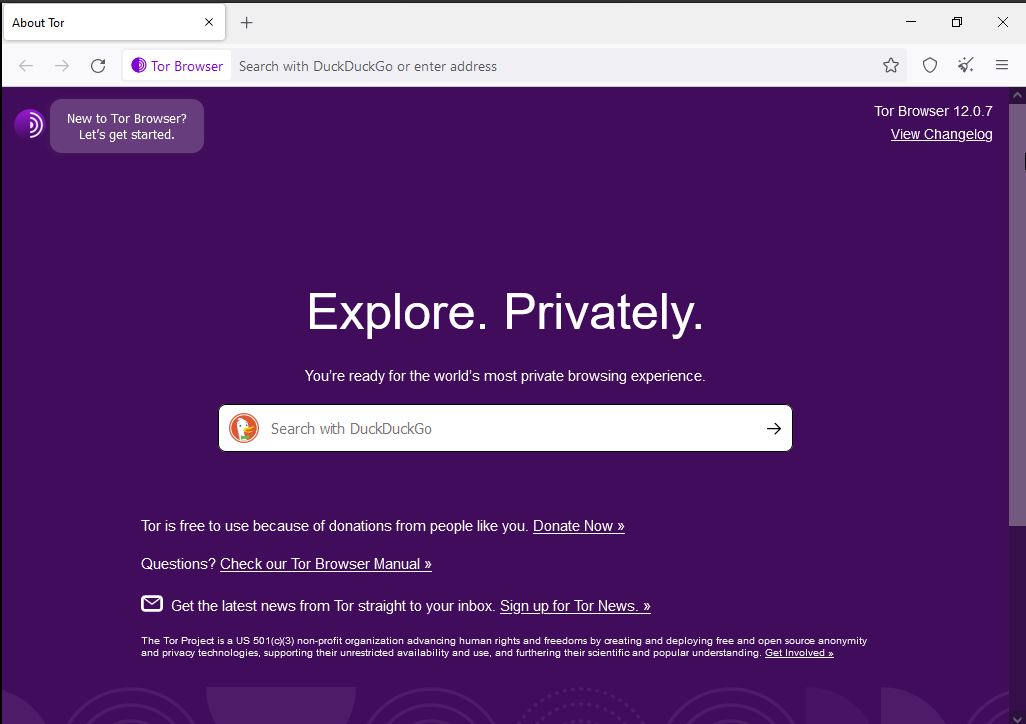 About Tor
Tor Browser
Search with DuckDuckGo or enter address
New to Tor Browser?
Let’s get started.
Tor Browser 12.0.7
View Changelog
Explore. Privately.
You’re ready for the world’s most private browsing experience.
Search with DuckDuckGo
Tor is free to use because of donations from people like you. Donate Now »
Questions? Check our Tor Browser Manual »
Get the latest news from Tor straight to your inbox. Sign up for Tor News. »
The Tor Project is a US 501(c)(3) non-profit organization advancing human rights and freedoms by creating and deploying free and open source anonymity
and privacy technologies, supporting their unrestricted availability and use, and furthering their scientific and popular understanding. Get Involved »